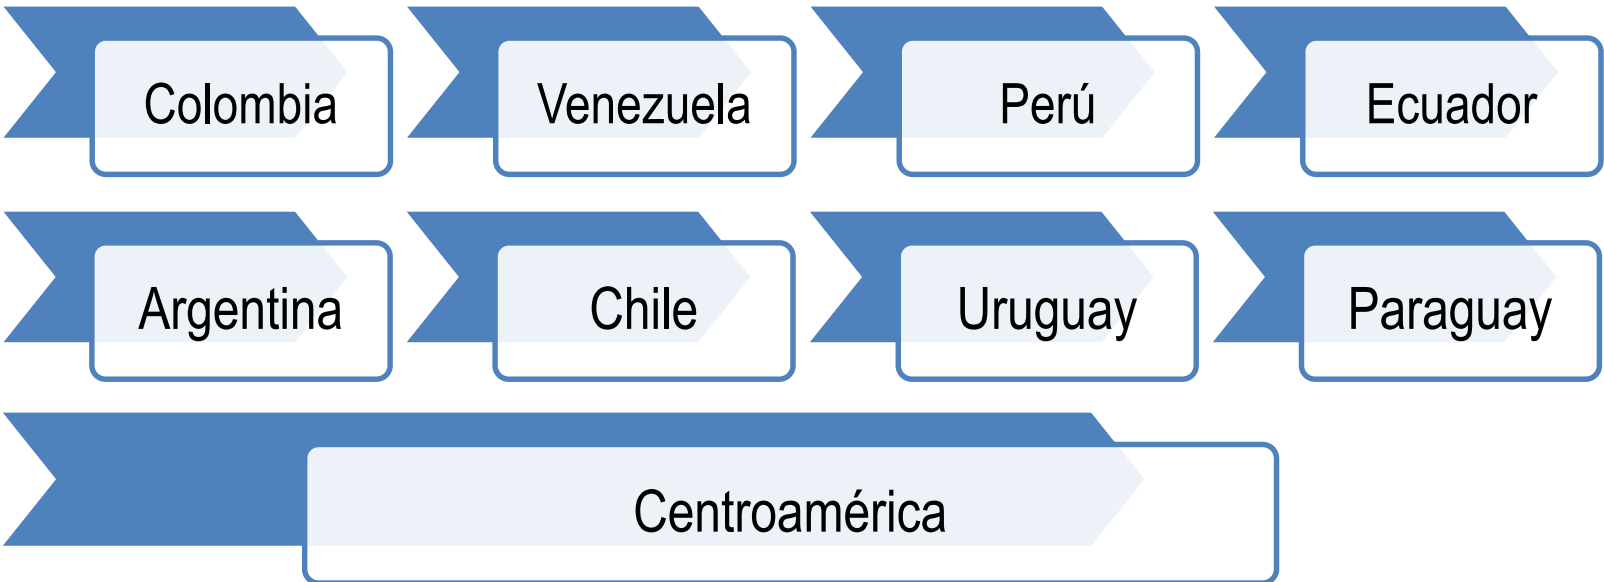 Colombia
Venezuela
Perú
Ecuador
Argentina
Chile
Uruguay
Paraguay
Centroamérica